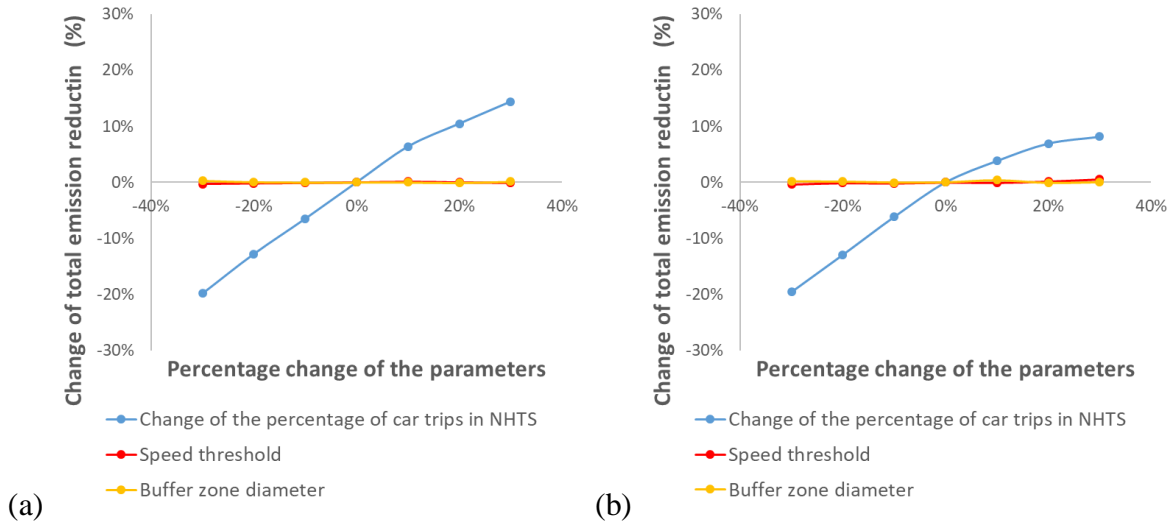 30%
20%
10%
0%
-10%
-20%
-30%
-40%
-20%
0%
20%
40%
Change of total emission reductin (%)
Percentage change of the parameters
Change of the percentage of car trips in NHTS
Speed threshold
Buffer zone diameter
(a)
30%
20%
10%
0%
-10%
-20%
-30%
-40%
-20%
0%
20%
40%
Change of total emission reductin (%)
Percentage change of the parameters
Change of the percentage of car trips in NHTS
Speed threshold
Buffer zone diameter
(b)